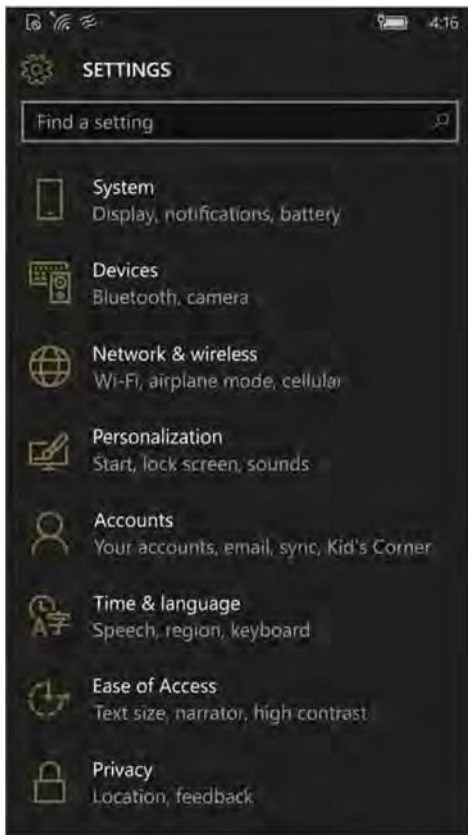 4:16
SETTINGS
Find a setting
System
Display, notifications, battery
Devices
Bluetooth, camera
Network & wireless
Wi-Fi, airplane mode, cellular
Personalization
Start, lock screen, sounds
Accounts
Your accounts, email, sync, Kid's Corner
Time & language
Speech, region, keyboard
Ease of Access
Text size, narrator, high contrast
Privacy
Location, feedback